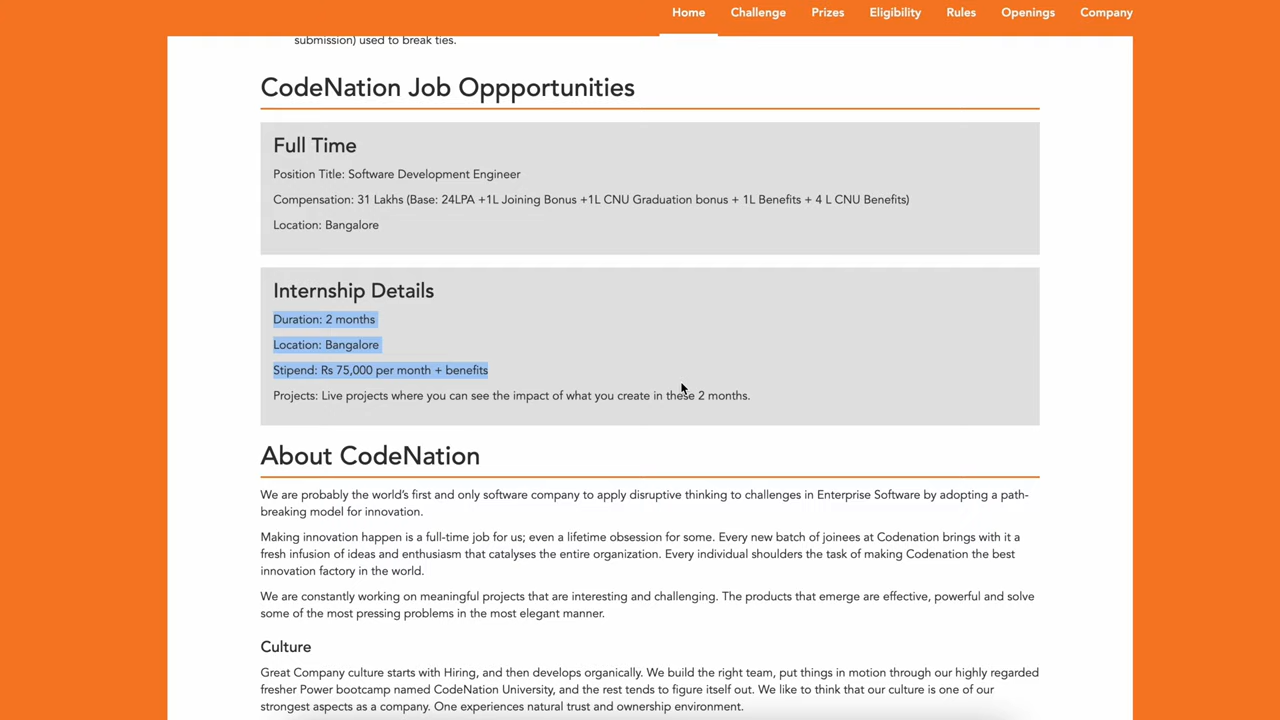 Home Challenge Prizes Eligibility Rules Openings Company
submission) used to break ties.
CodeNation Job Oppportunities
Full Time
Position Title: Software Development Engineer
Compensation: 31 Lakhs (Base: 24LPA +1L Joining Bonus +1L CNU Graduation bonus + 1L Benefits + 4 L CNU Benefits)
Location: Bangalore
Internship Details
Duration: 2 months
Location: Bangalore
Stipend: Rs 75,000 per month + benefits
Projects: Live projects where you can see the impact of what you create in these 2 months.
About CodeNation
We are probably the world's first and only software company to apply disruptive thinking to challenges in Enterprise Software by adopting a path-
breaking model for innovation.
Making innovation happen is a full-time job for us; even a lifetime obsession for some. Every new batch of joinees at Codenation brings with it a
fresh infusion of ideas and enthusiasm that catalyses the entire organization. Every individual shoulders the task of making Codenation the best
innovation factory in the world.
We are constantly working on meaningful projects that are interesting and challenging. The products that emerge are effective, powerful and solve
some of the most pressing problems in the most elegant manner.
Culture
Great Company culture starts with Hiring, and then develops organically. We build the right team, put things in motion through our highly regarded
fresher Power bootcamp named CodeNation University, and the rest tends to figure itself out. We like to think that our culture is one of our
strongest aspects as a company. One experiences natural trust and ownership environment.